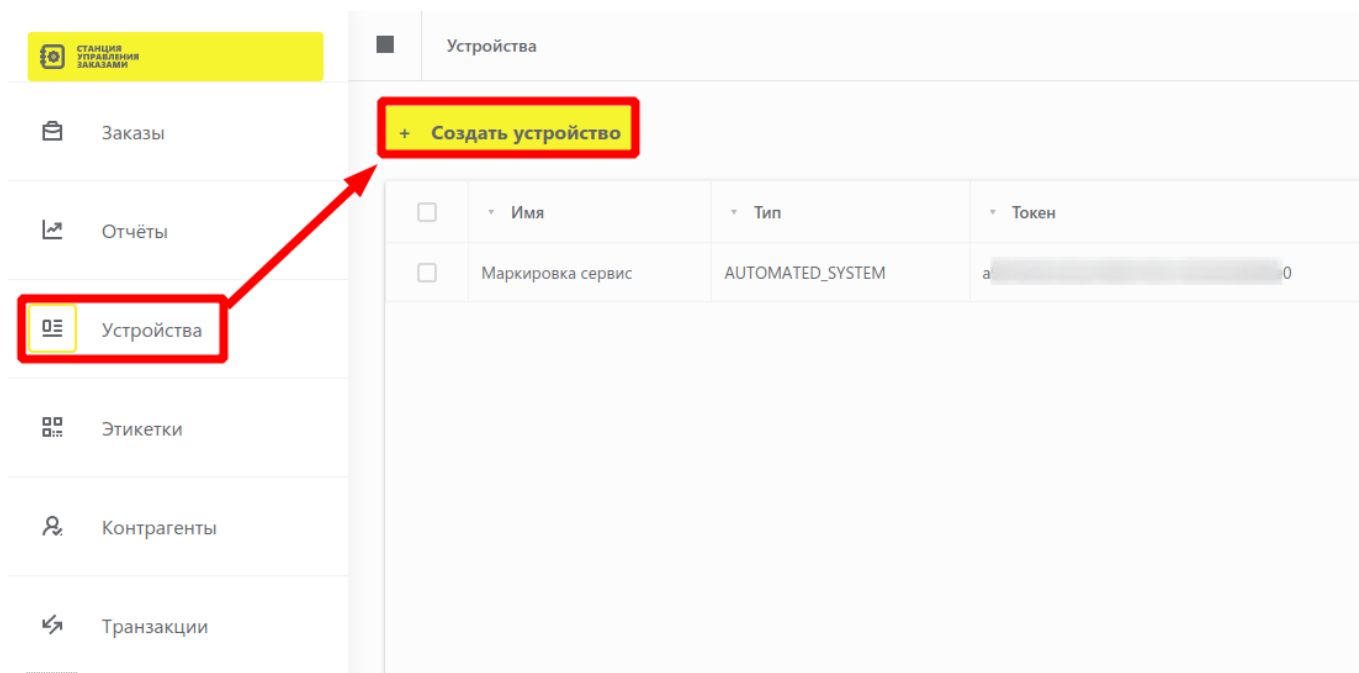 СТАНЦИЯ
УПРАВЛЕНИЯ
ЗАКАЗАМИ
Устройства
Заказы
Отчёты
Устройства
Этикетки
Контрагенты
Транзакции
+ Создать устройство
Имя Тип Токен
Маркировка сервис AUTOMATED_SYSTEM